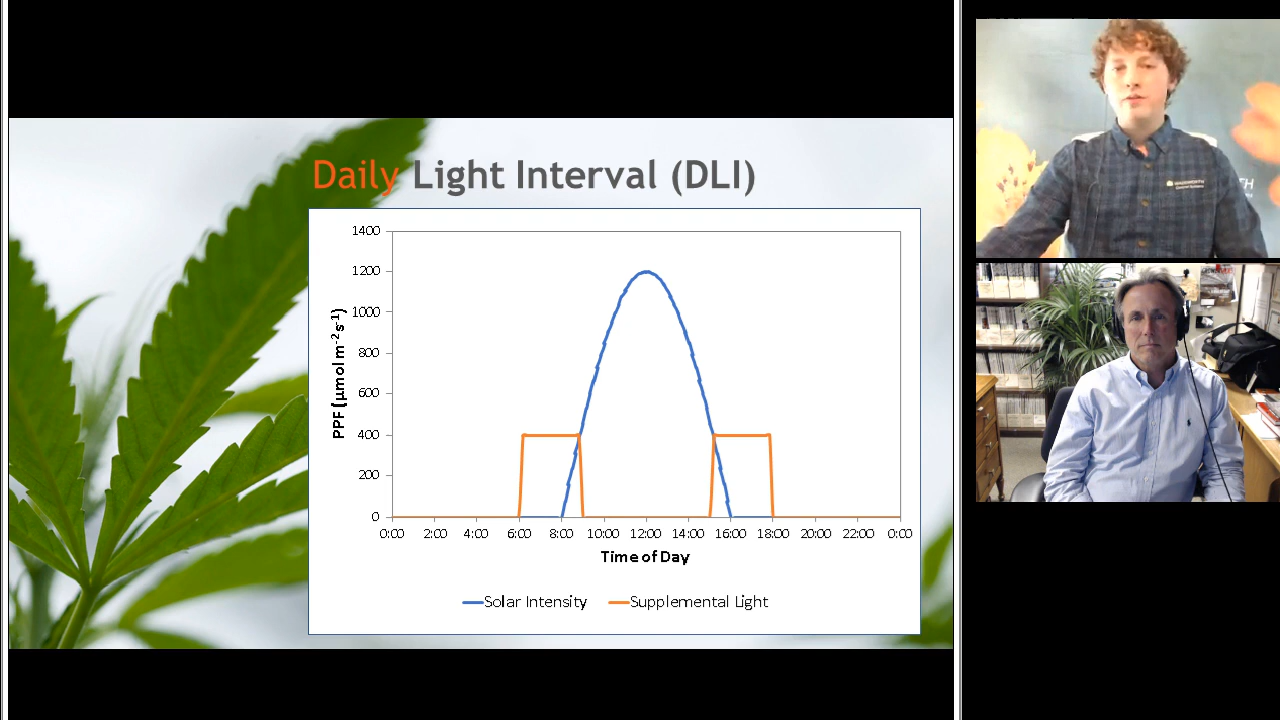 Daily Light Interval (DLI)
1400
1200
1000
800
600
400
200
0
PPF (µmol m-2 s-1)
0:00 2:00 4:00 6:00 8:00 10:00 12:00 14:00 16:00 18:00 20:00 22:00 0:00
Time of Day
Solar Intensity Supplemental Light
WADSWORTH
TH